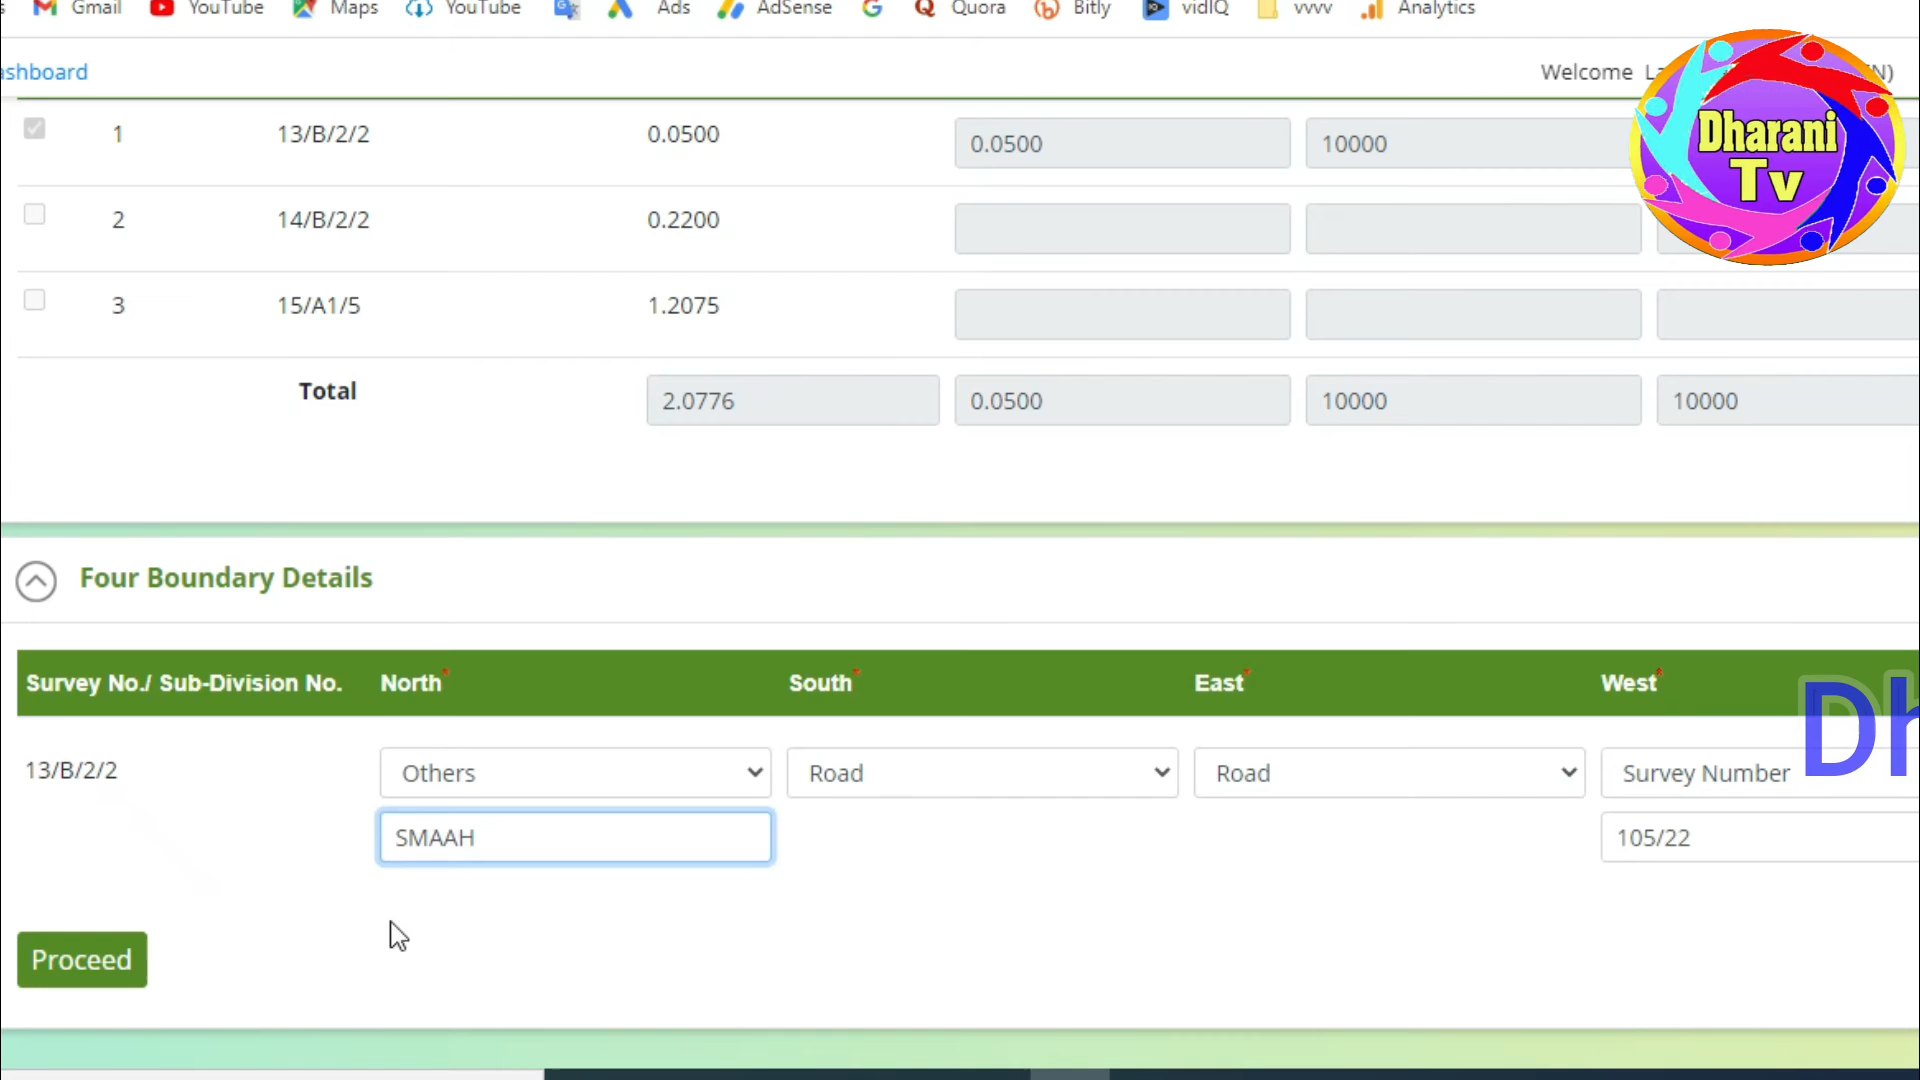 Gmail YouTube Maps YouTube Ads AdSense Quora Bitly vidIQ vvvv Analytics
ashboard Welcome
1 13/B/2/2 0.0500 0.0500 10000
2 14/B/2/2 0.2200
3 15/A1/5 1.2075
Total 2.0776 0.0500 10000 10000
Dharani
Tv
Four Boundary Details
Survey No./ Sub-Division No. North* South* East* West*
13/B/2/2 Others Road Road Survey Number
SMAAH 105/22
Dh
Proceed